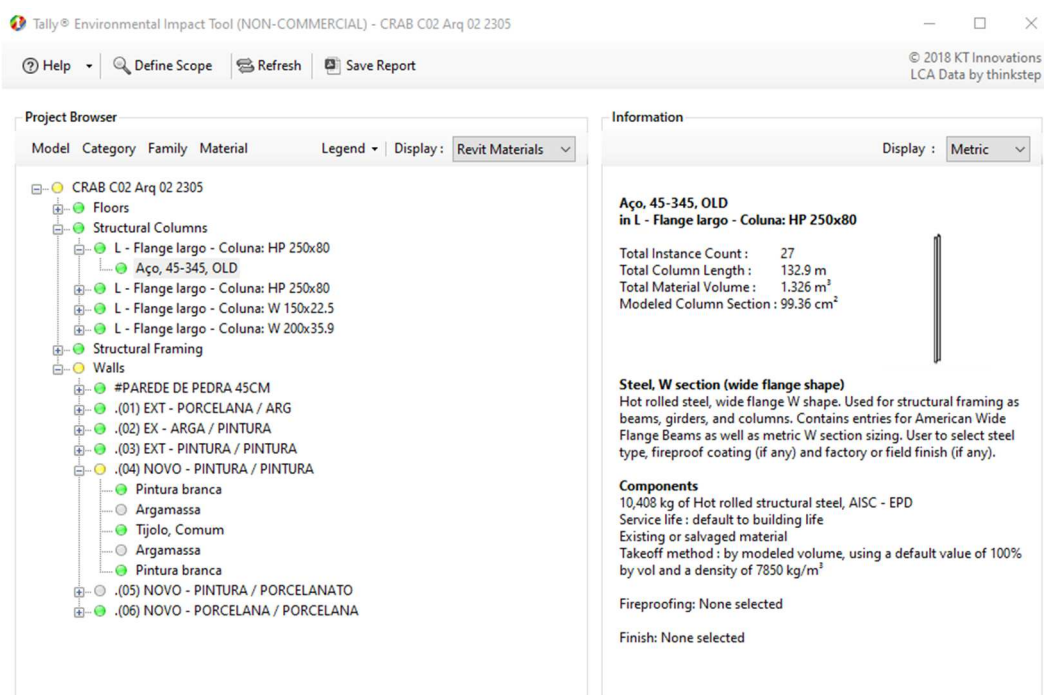 Tally® Environmental Impact Tool (NON-COMMERCIAL) - CRAB C02 Arq 02 2305
Help Define Scope Refresh Save Report
© 2018 KT Innovations
LCA Data by thinkstep
Project Browser
Model Category Family Material Legend Display : Revit Materials
CRAB C02 Arq 02 2305
Floors
Structural Columns
L - Flange largo - Coluna: HP 250x80
Aço, 45-345, OLD
L - Flange largo - Coluna: HP 250x80
L - Flange largo - Coluna: W 150x22.5
L - Flange largo - Coluna: W 200x35.9
Structural Framing
Walls
#PAREDE DE PEDRA 45CM
.(01) EXT - PORCELANA / ARG
.(02) EX - ARGA / PINTURA
.(03) EXT - PINTURA / PINTURA
.(04) NOVO - PINTURA / PINTURA
Pintura branca
Argamassa
Tijolo, Comum
Argamassa
Pintura branca
.(05) NOVO - PINTURA / PORCELANATO
.(06) NOVO - PORCELANA / PORCELANA
Information
Display : Metric
Aço, 45-345, OLD
in L - Flange largo - Coluna: HP 250x80
Total Instance Count : 27
Total Column Length : 132.9 m
Total Material Volume : 1.326 m³
Modeled Column Section : 99.36 cm²
Steel, W section (wide flange shape)
Hot rolled steel, wide flange W shape. Used for structural framing as
beams, girders, and columns. Contains entries for American Wide
Flange Beams as well as metric W section sizing. User to select steel
type, fireproof coating (if any) and factory or field finish (if any).
Components
10,408 kg of Hot rolled structural steel, AISC - EPD
Service life : default to building life
Existing or salvaged material
Takeoff method : by modeled volume, using a default value of 100%
by vol and a density of 7850 kg/m³
Fireproofing: None selected
Finish: None selected